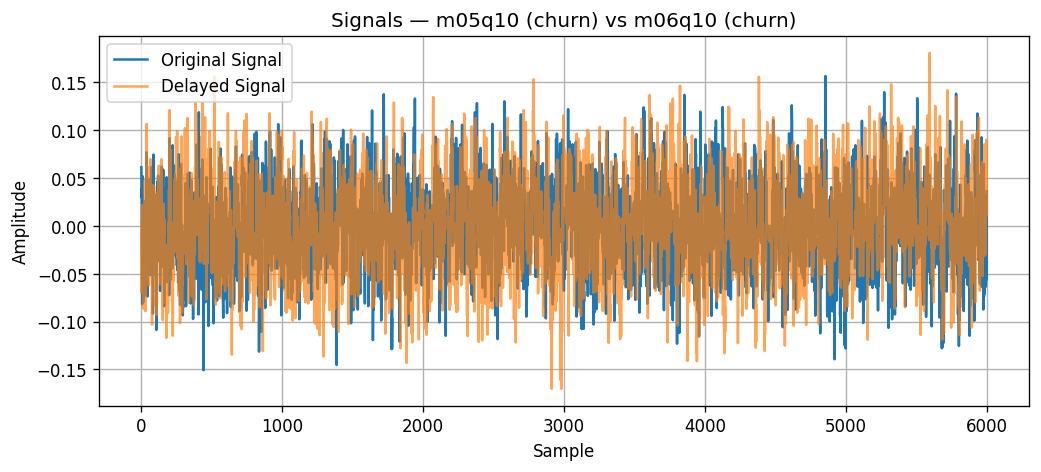 Signals — m05q10 (churn) vs m06q10 (churn)
Original Signal
Delayed Signal
Amplitude
0.15
0.10
0.05
0.00
−0.05
−0.10
−0.15
0 1000 2000 3000 4000 5000 6000
Sample